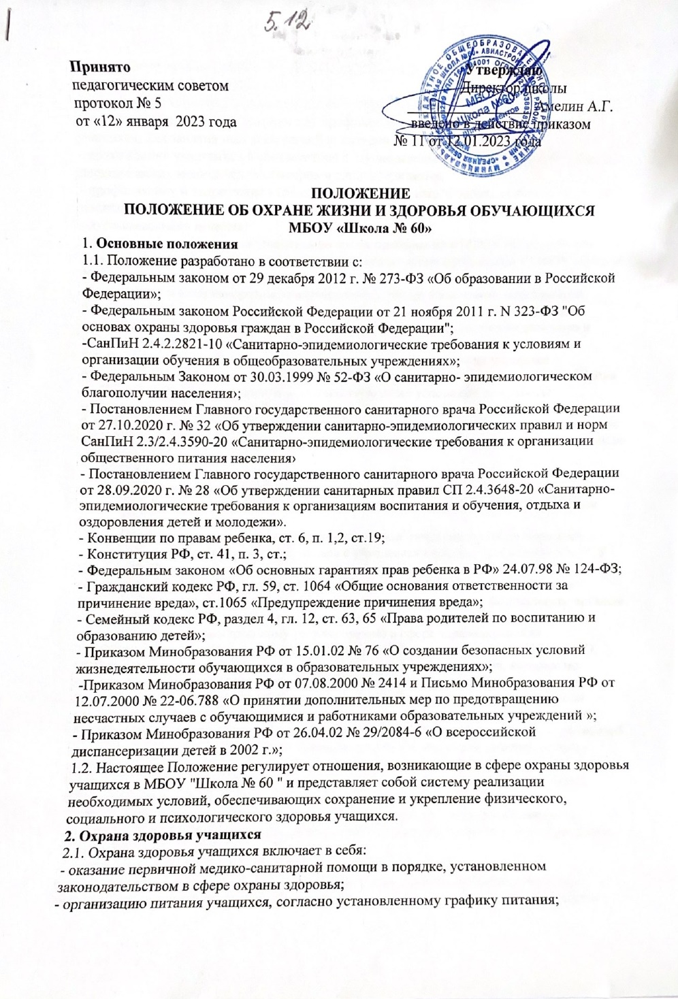 5.12
Принято
педагогическим советом
протокол № 5
от «12» января 2023 года
Утверждаю
Директор школы
Амелин А.Г.
введено в действие приказом
№ 11 от 12.01.2023 года
МБОУ
«Школа №60»
для документов
ПОЛОЖЕНИЕ
ПОЛОЖЕНИЕ ОБ ОХРАНЕ ЖИЗНИ И ЗДОРОВЬЯ ОБУЧАЮЩИХСЯ
МБОУ «Школа № 60»
1. Основные положения
1.1. Положение разработано в соответствии с:
- Федеральным законом от 29 декабря 2012 г. № 273-ФЗ «Об образовании в Российской
Федерации»;
- Федеральным законом Российской Федерации от 21 ноября 2011 г. N 323-ФЗ "Об
основах охраны здоровья граждан в Российской Федерации";
-СанПиН 2.4.2.2821-10 «Санитарно-эпидемиологические требования к условиям и
организации обучения в общеобразовательных учреждениях»;
- Федеральным Законом от 30.03.1999 № 52-ФЗ «О санитарно- эпидемиологическом
благополучии населения›;
- Постановлением Главного государственного санитарного врача Российской Федерации
от 27.10.2020 г. № 32 «Об утверждении санитарно-эпидемиологических правил и норм
СанПиН 2.3/2.4.3590-20 «Санитарно-эпидемиологические требования к организации
общественного питания населения›
- Постановлением Главного государственного санитарного врача Российской Федерации
от 28.09.2020 г. № 28 «Об утверждении санитарных правил СП 2.4.3648-20 «Санитарно-
эпидемиологические требования к организациям воспитания и обучения, отдыха и
оздоровления детей и молодежи».
- Конвенции по правам ребенка, ст. 6, п. 1,2, ст.19;
- Конституция РФ, ст. 41, п. 3, ст.;
- Федеральным законом «Об основных гарантиях прав ребенка в РФ» 24.07.98 № 124-ФЗ;
- Гражданский кодекс РФ, гл. 59, ст. 1064 «Общие основания ответственности за
причинение вреда», ст.1065 «Предупреждение причинения вреда»;
- Семейный кодекс РФ, раздел 4, гл. 12, ст. 63, 65 «Права родителей по воспитанию и
образованию детей»;
- Приказом Минобразования РФ от 15.01.02 № 76 «О создании безопасных условий
жизнедеятельности обучающихся в образовательных учреждениях»;
-Приказом Минобразования РФ от 07.08.2000 № 2414 и Письмо Минобразования РФ от
12.07.2000 № 22-06.788 «О принятии дополнительных мер по предотвращению
несчастных случаев с обучающимися и работниками образовательных учреждений »;
- Приказом Минобразования РФ от 26.04.02 № 29/2084-6 «О всероссийской
диспансеризации детей в 2002 г.»;
1.2. Настоящее Положение регулирует отношения, возникающие в сфере охраны здоровья
учащихся в МБОУ "Школа № 60 " и представляет собой систему реализации
необходимых условий, обеспечивающих сохранение и укрепление физического,
социального и психологического здоровья учащихся.
2. Охрана здоровья учащихся
2.1. Охрана здоровья учащихся включает в себя:
- оказание первичной медико-санитарной помощи в порядке, установленном
законодательством в сфере охраны здоровья;
- организацию питания учащихся, согласно установленному графику питания;